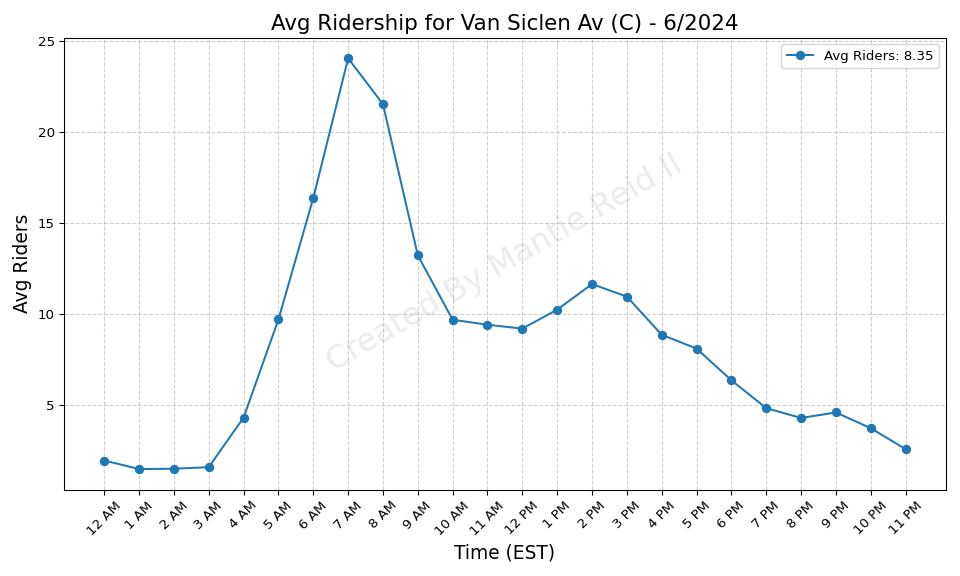 Avg Ridership for Van Siclen Av (C) - 6/2024
Avg Riders: 8.35
Avg Riders
25
20
15
10
5
Created By Mantie Reid II
12 AM
1 AM
2 AM
3 AM
4 AM
5 AM
6 AM
7 AM
8 AM
9 AM
10 AM
11 AM
12 PM
1 PM
2 PM
3 PM
4 PM
5 PM
6 PM
7 PM
8 PM
9 PM
10 PM
11 PM
Time (EST)